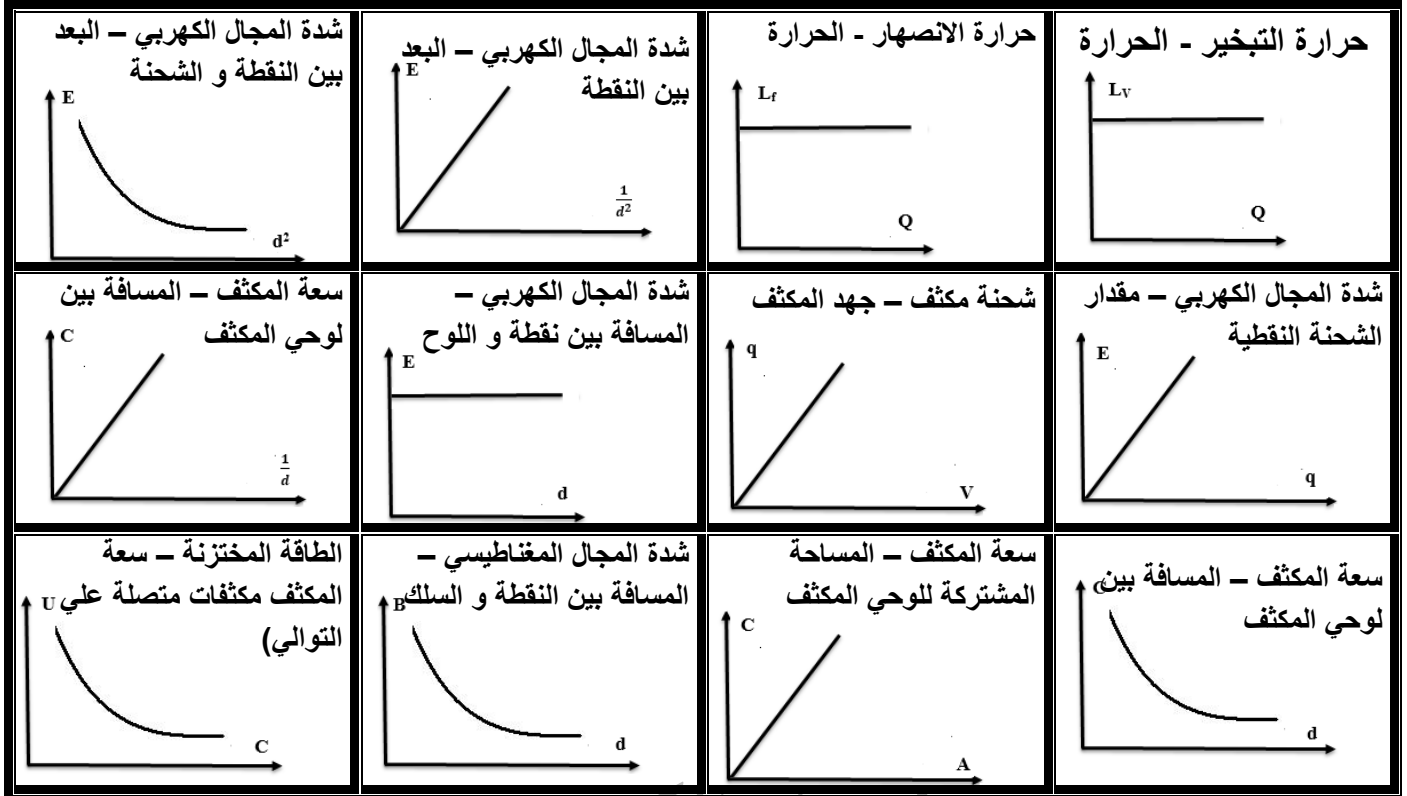 حرارة التبخير - الحرارة
L_V
Q
حرارة الانصهار - الحرارة
L_f
Q
شدة المجال الكهربي – البعد
بين النقطة
E
1/d²
شدة المجال الكهربي – البعد
بين النقطة و الشحنة
E
d²
شدة المجال الكهربي – مقدار
الشحنة النقطية
E
q
شحنة مكثف – جهد المكثف
q
V
شدة المجال الكهربي –
المسافة بين نقطة و اللوح
E
d
سعة المكثف – المسافة بين
لوحي المكثف
C
1/d
سعة المكثف – المسافة بين
لوحي المكثف
C
d
سعة المكثف – المساحة
المشتركة للوحي المكثف
C
A
شدة المجال المغناطيسي –
المسافة بين النقطة و السلك
B
d
الطاقة المختزنة – سعة
المكثف مكثفات متصلة علي
التوالي)
U
C